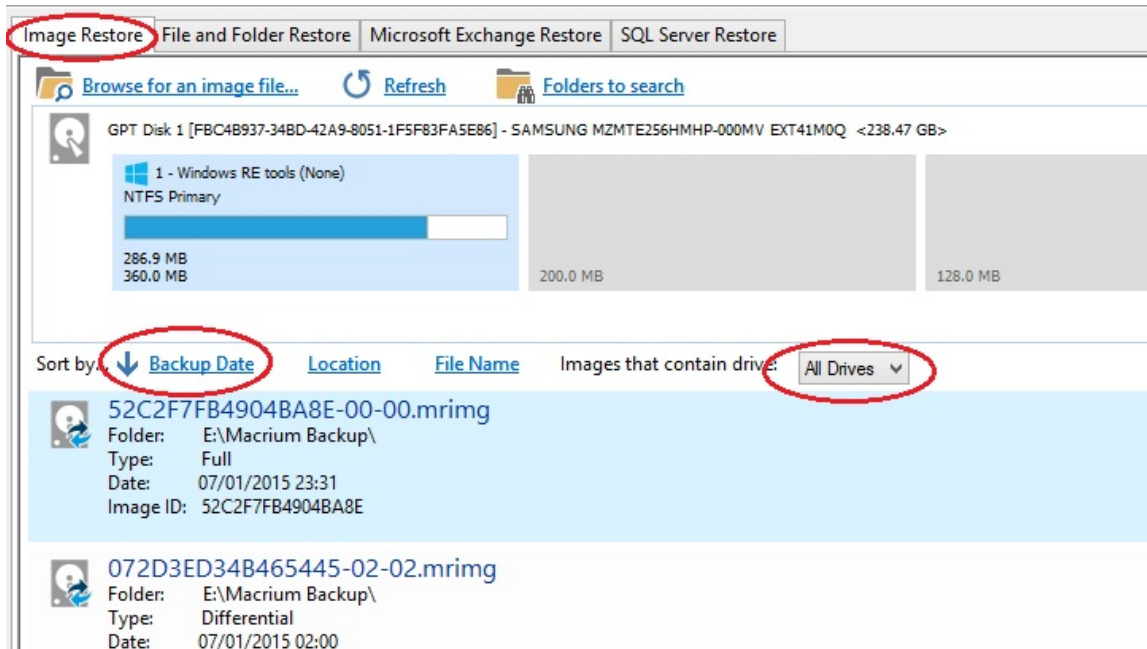 Image Restore File and Folder Restore Microsoft Exchange Restore SQL Server Restore
Browse for an image file... Refresh Folders to search
GPT Disk 1 [FBC4B937-34BD-42A9-8051-1F5F83FA5E86] - SAMSUNG MZMTE256HMHP-000MV EXT41M0Q <238.47 GB>
1 - Windows RE tools (None)
NTFS Primary
286.9 MB
360.0 MB 200.0 MB 128.0 MB
Sort by... Backup Date Location File Name Images that contain drive: All Drives
52C2F7FB4904BA8E-00-00.mrimg
Folder: E:\Macrium Backup\
Type: Full
Date: 07/01/2015 23:31
Image ID: 52C2F7FB4904BA8E
072D3ED34B465445-02-02.mrimg
Folder: E:\Macrium Backup\
Type: Differential
Date: 07/01/2015 02:00